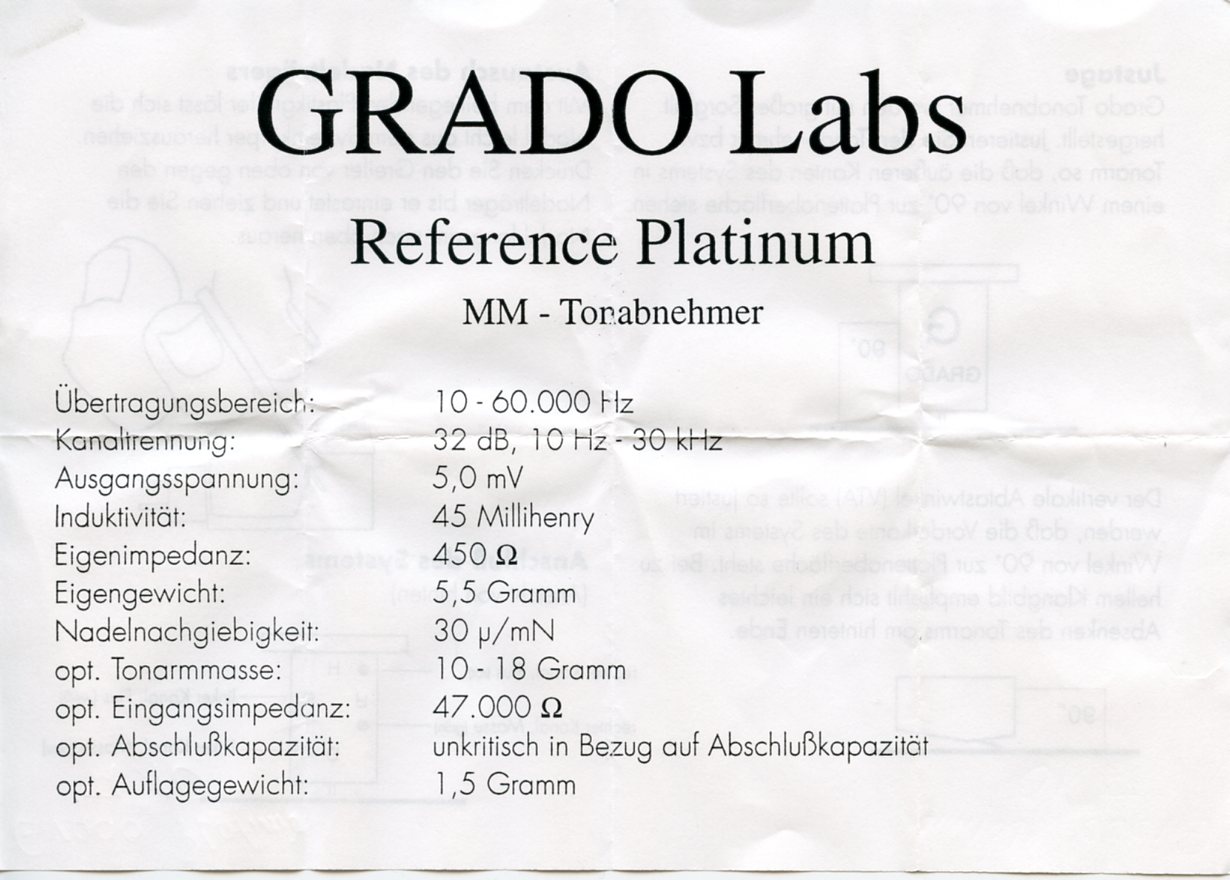 GRADO Labs
Reference Platinum
MM - Tonabnehmer
Übertragungsbereich: 10 - 60.000 Hz
Kanaltrennung: 32 dB, 10 Hz - 30 kHz
Ausgangsspannung: 5,0 mV
Induktivität: 45 Millihenry
Eigenimpedanz: 450 Ω
Eigengewicht: 5,5 Gramm
Nadelnachgiebigkeit: 30 µ/mN
opt. Tonarmmasse: 10 - 18 Gramm
opt. Eingangsimpedanz: 47.000 Ω
opt. Abschlußkapazität: unkritisch in Bezug auf Abschlußkapazität
opt. Auflagegewicht: 1,5 Gramm